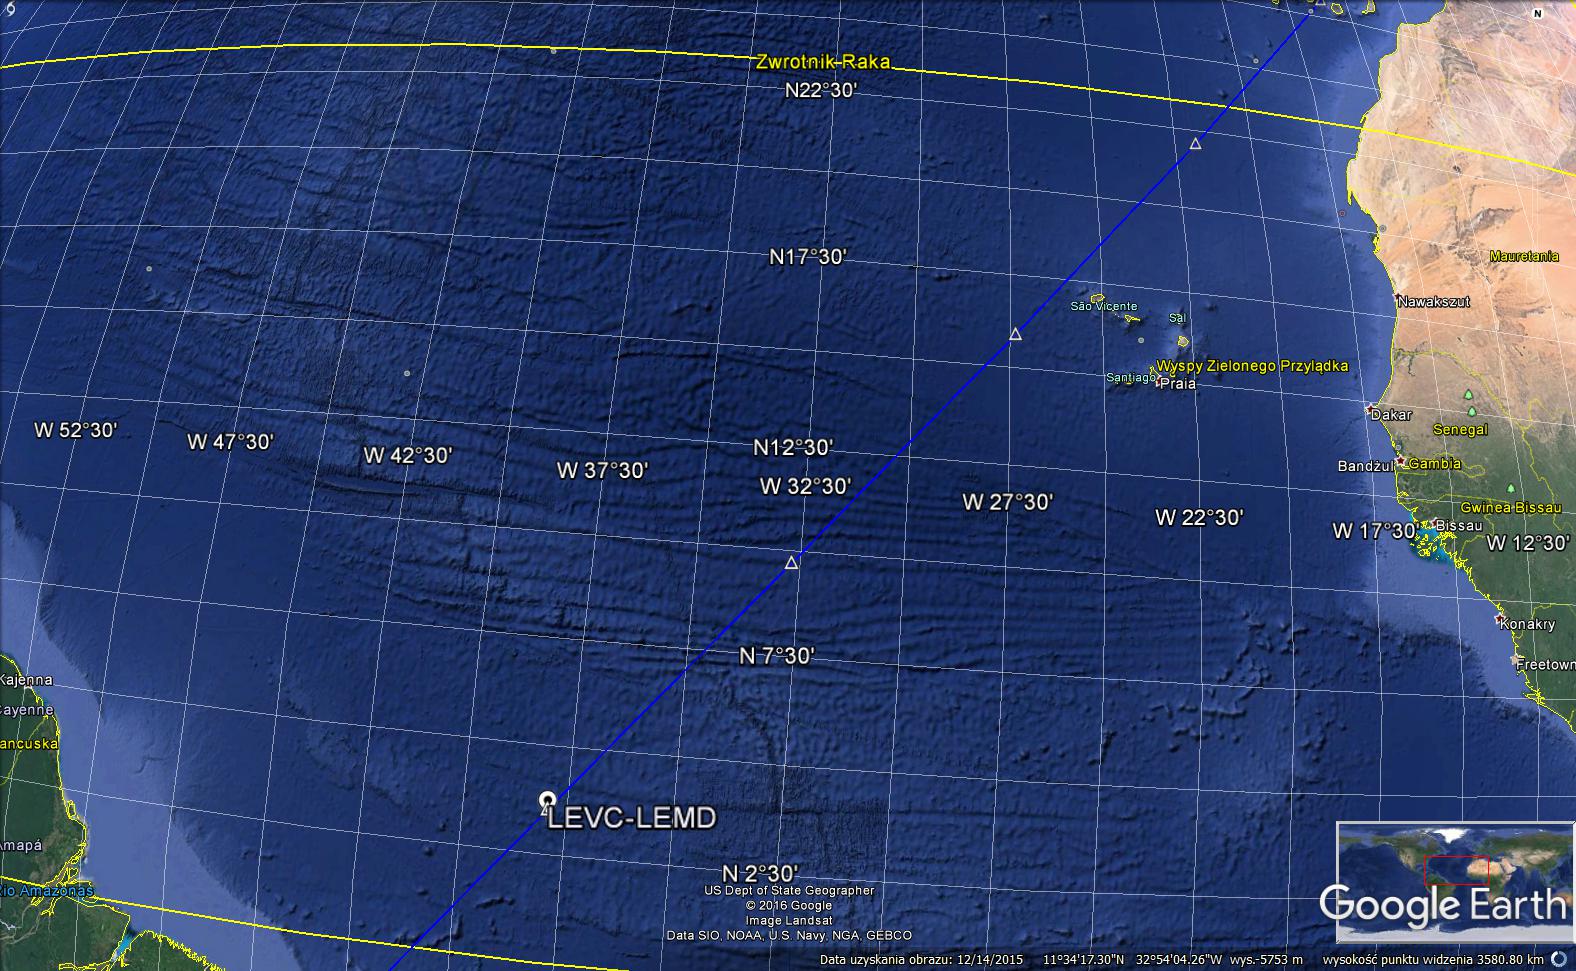 N
Zwrotnik Raka
N22°30'
N17°30'
Mauretania
Nawakszut
São Vicente
Sal
Wyspy Zielonego Przylądka
Santiago
Praia
Dakar
Senegal
W 52°30'
W 47°30'
W 42°30'
W 37°30'
N12°30'
W 32°30'
W 27°30'
W 22°30'
W 17°30'
W 12°30'
Bandżul
Gambia
Gwinea Bissau
Bissau
Konakry
Freetown
N 7°30'
Kajenna
Cayenne
ancuska
LEVC-LEMD
Amapá
Rio Amazonas
N 2°30'
US Dept of State Geographer
© 2016 Google
Image Landsat
Data SIO, NOAA, U.S. Navy, NGA, GEBCO
Google Earth
Data uzyskania obrazu: 12/14/2015 11°34'17.30"N 32°54'04.26"W wys.-5753 m wysokość punktu widzenia 3580.80 km